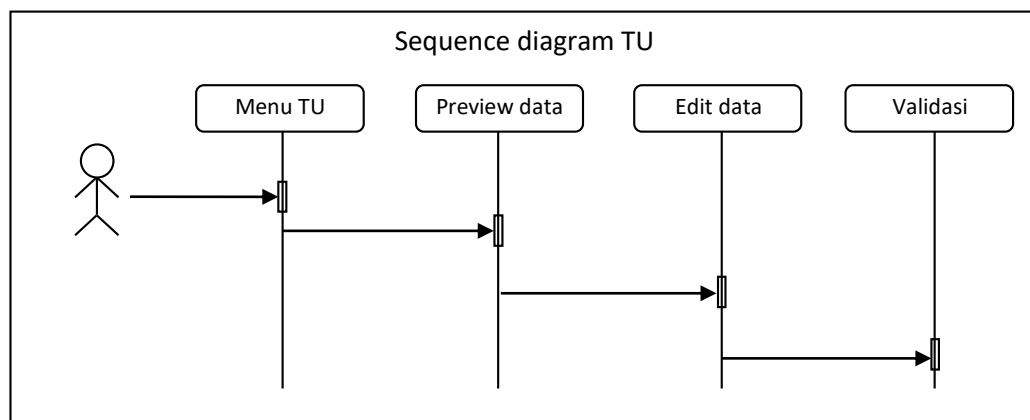 Sequence diagram TU
Menu TU
Preview data
Edit data
Validasi